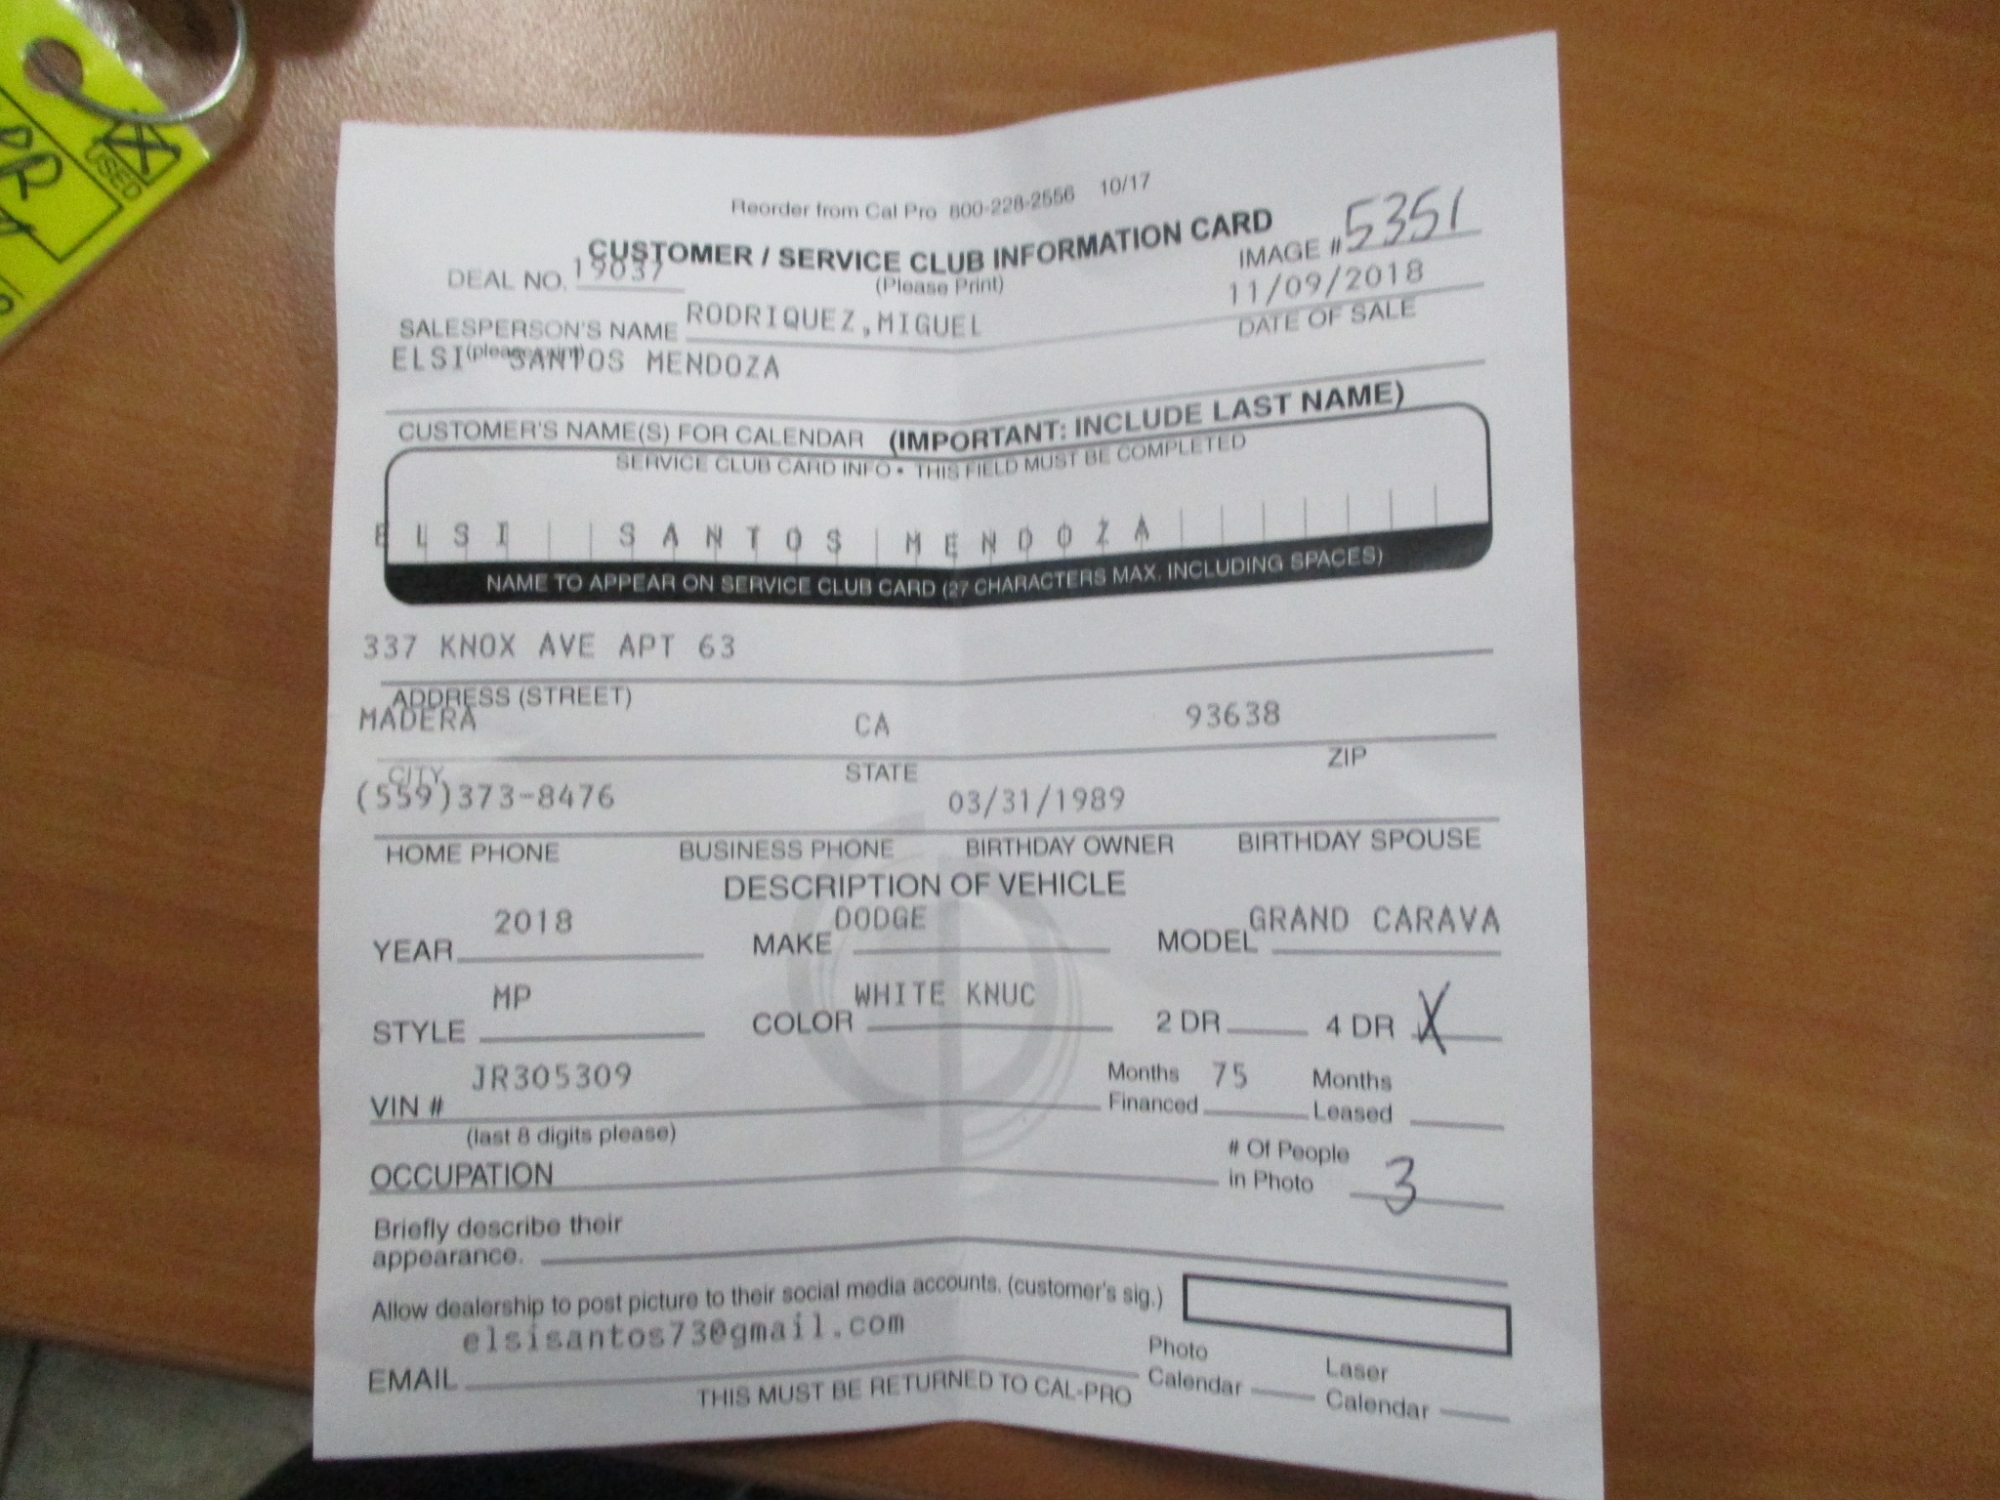 USED
Reorder from Cal Pro 800-228-2556 10/17
CUSTOMER / SERVICE CLUB INFORMATION CARD
(Please Print)
IMAGE # 5351
DEAL NO. 19037
11/09/2018
DATE OF SALE
SALESPERSON'S NAME RODRIQUEZ,MIGUEL
(please print)
ELSI SANTOS MENDOZA
CUSTOMER'S NAME(S) FOR CALENDAR (IMPORTANT: INCLUDE LAST NAME)
SERVICE CLUB CARD INFO • THIS FIELD MUST BE COMPLETED
ELSI SANTOS MENDOZA
NAME TO APPEAR ON SERVICE CLUB CARD (27 CHARACTERS MAX. INCLUDING SPACES)
337 KNOX AVE APT 63
ADDRESS (STREET)
MADERA CA 93638
CITY STATE ZIP
(559)373-8476 03/31/1989
HOME PHONE BUSINESS PHONE BIRTHDAY OWNER BIRTHDAY SPOUSE
DESCRIPTION OF VEHICLE
YEAR 2018 MAKE DODGE MODEL GRAND CARAVA
STYLE MP COLOR WHITE KNUC 2 DR 4 DR X
VIN # JR305309 Months Financed 75 Months Leased
(last 8 digits please)
OCCUPATION # Of People in Photo 3
Briefly describe their
appearance.
Allow dealership to post picture to their social media accounts. (customer's sig.)
EMAIL elsisantos73@gmail.com
Photo Calendar Laser Calendar
THIS MUST BE RETURNED TO CAL-PRO